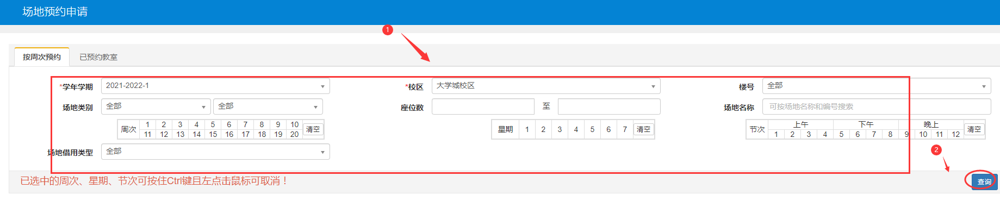 场地预约申请
1
按周次预约 已预约教室
*学年学期 2021-2022-1 *校区 大学城校区 楼号 全部
场地类别 全部 全部 座位数 至 场地名称 可按场地名称和编号搜索
周次 1 2 3 4 5 6 7 8 9 10 清空 星期 1 2 3 4 5 6 7 清空 节次 上午 下午 晚上 清空
11 12 13 14 15 16 17 18 19 20 1 2 3 4 5 6 7 8 9 10 11 12
场地借用类型 全部
2
已选中的周次、星期、节次可按住Ctrl键且左点击鼠标可取消！ 查询